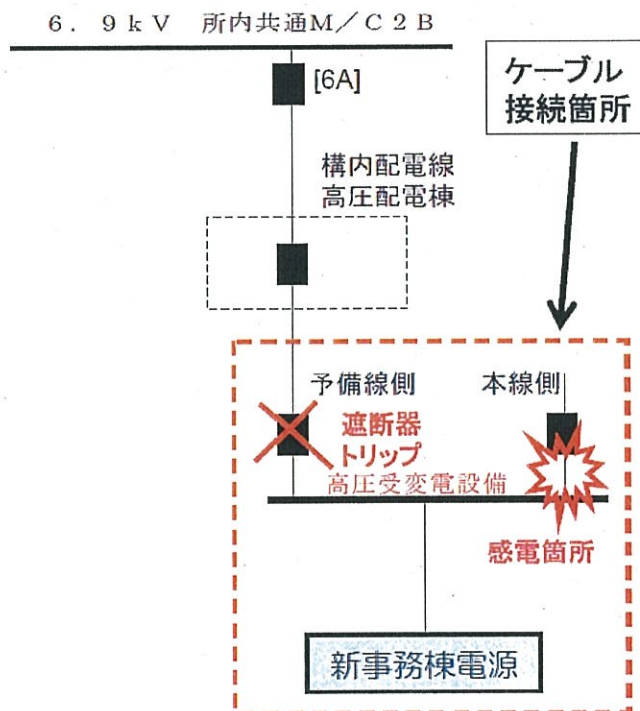 6．9ｋＶ　所内共通Ｍ／Ｃ２Ｂ
[6A]
ケーブル
接続箇所
構内配電線
高圧配電棟
予備線側
本線側
遮断器
トリップ
高圧受変電設備
感電箇所
新事務棟電源